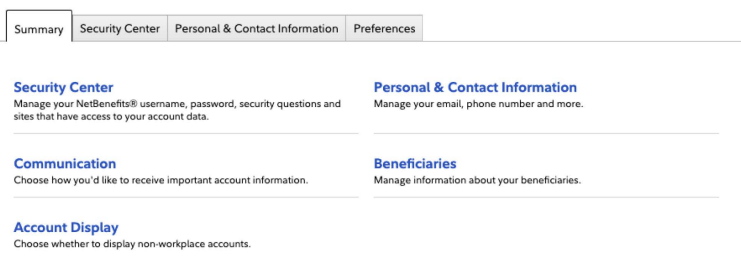 Summary
Security Center
Personal & Contact Information
Preferences
Security Center
Manage your NetBenefits® username, password, security questions and
sites that have access to your account data.
Personal & Contact Information
Manage your email, phone number and more.
Communication
Choose how you'd like to receive important account information.
Beneficiaries
Manage information about your beneficiaries.
Account Display
Choose whether to display non-workplace accounts.